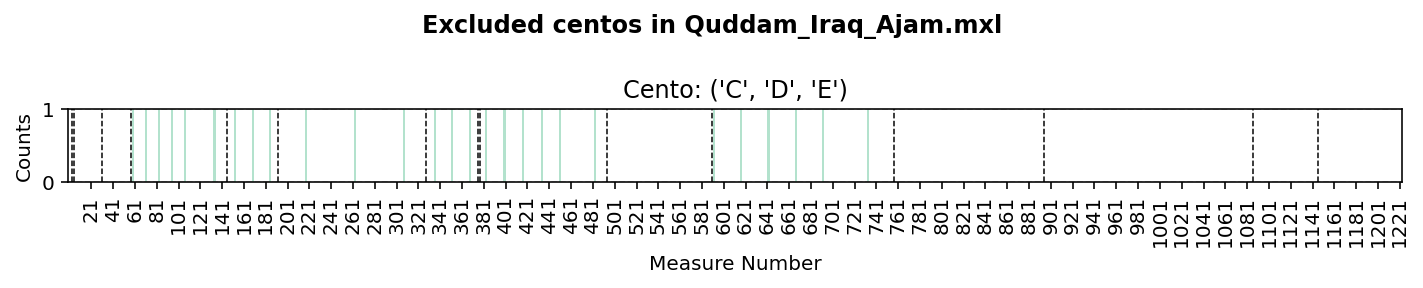 Excluded centos in Quddam_Iraq_Ajam.mxl
Cento: ('C', 'D', 'E')
1
0
Counts
21 41 61 81 101 121 141 161 181 201 221 241 261 281 301 321 341 361 381 401 421 441 461 481 501 521 541 561 581 601 621 641 661 681 701 721 741 761 781 801 821 841 861 881 901 921 941 961 981 1001 1021 1041 1061 1081 1101 1121 1141 1161 1181 1201 1221
Measure Number